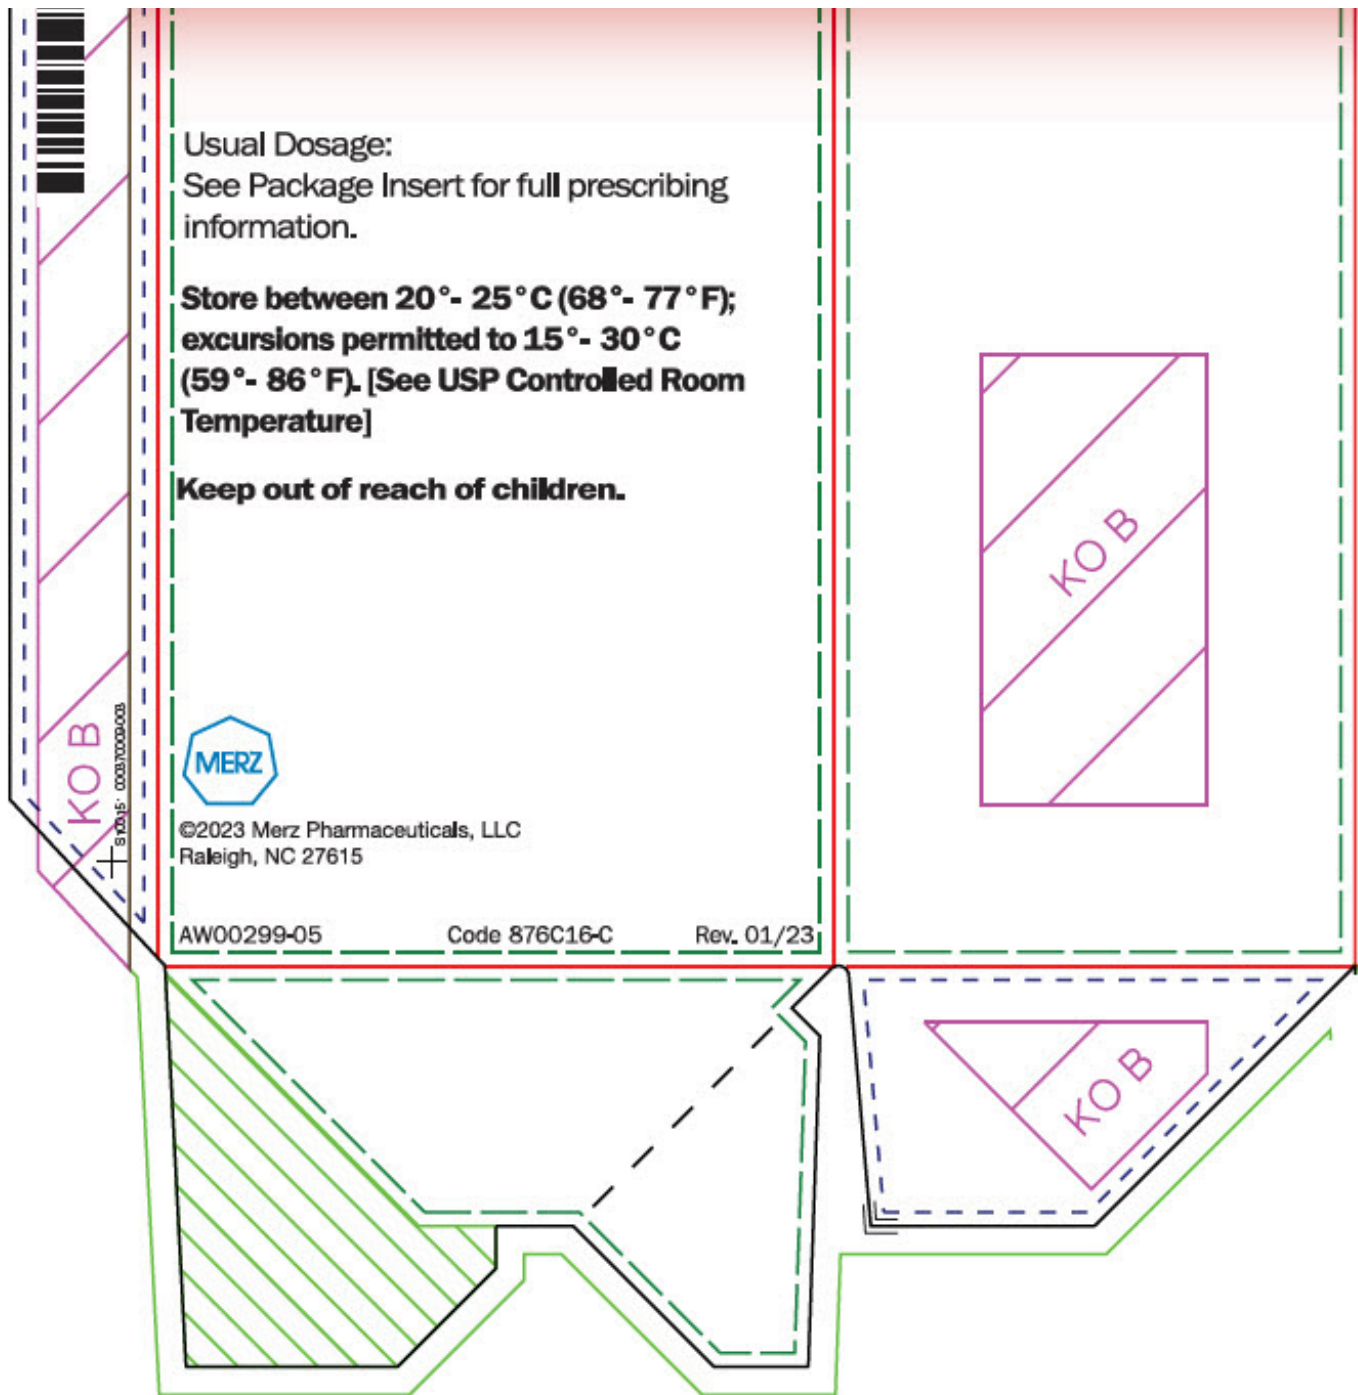 Usual Dosage:
See Package Insert for full prescribing
information.
Store between 20°- 25°C (68°- 77°F);
excursions permitted to 15°- 30°C
(59°- 86°F). [See USP Controlled Room
Temperature]
Keep out of reach of children.
MERZ
©2023 Merz Pharmaceuticals, LLC
Raleigh, NC 27615
AW00299-05 Code 876C16-C Rev. 01/23
KO B
KO B
KO B